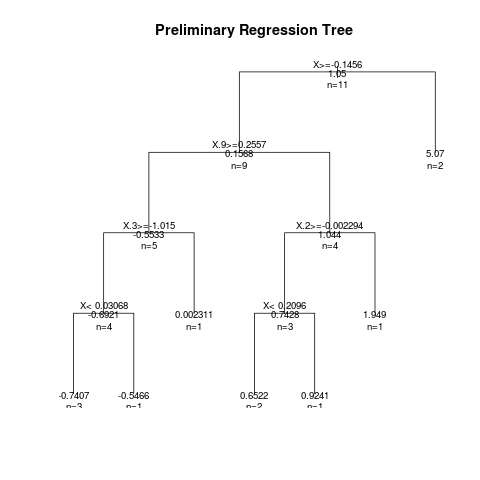 Preliminary Regression Tree
X>=-0.1456
1.05
n=11
X.9>=0.2557
0.1568
n=9
5.07
n=2
X.3>=-1.015
-0.5533
n=5
X.2>=-0.002294
1.044
n=4
X< 0.03068
-0.6921
n=4
0.002311
n=1
X< 0.2096
0.7428
n=3
1.949
n=1
-0.7407
n=3
-0.5466
n=1
0.6522
n=2
0.9241
n=1